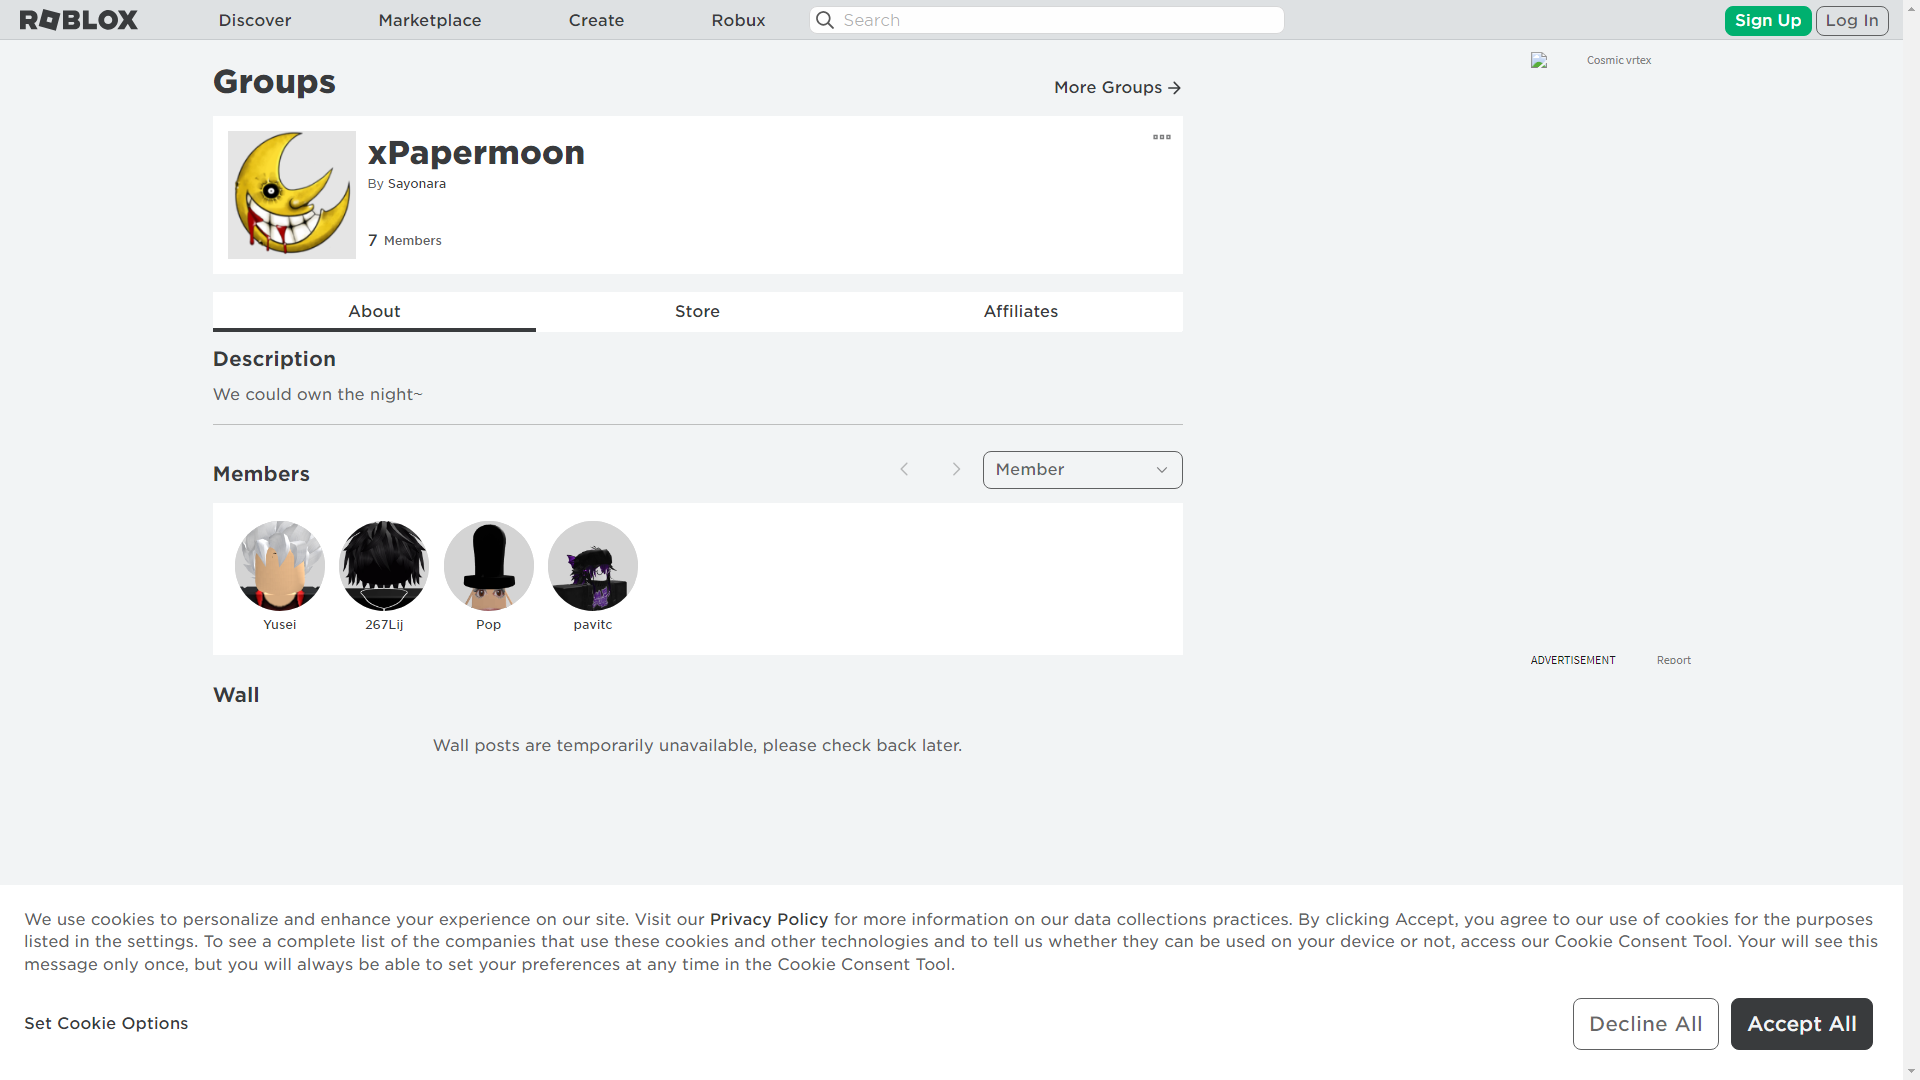 ROBLOX Discover Marketplace Create Robux Search Sign Up Log In
Cosmic vrtex
Groups
More Groups
xPapermoon
By Sayonara
7 Members
About Store Affiliates
Description
We could own the night~
Members
Member
Yusei 267Lij Pop pavitc
ADVERTISEMENT Report
Wall
Wall posts are temporarily unavailable, please check back later.
We use cookies to personalize and enhance your experience on our site. Visit our Privacy Policy for more information on our data collections practices. By clicking Accept, you agree to our use of cookies for the purposes
listed in the settings. To see a complete list of the companies that use these cookies and other technologies and to tell us whether they can be used on your device or not, access our Cookie Consent Tool. Your will see this
message only once, but you will always be able to set your preferences at any time in the Cookie Consent Tool.
Set Cookie Options
Decline All
Accept All